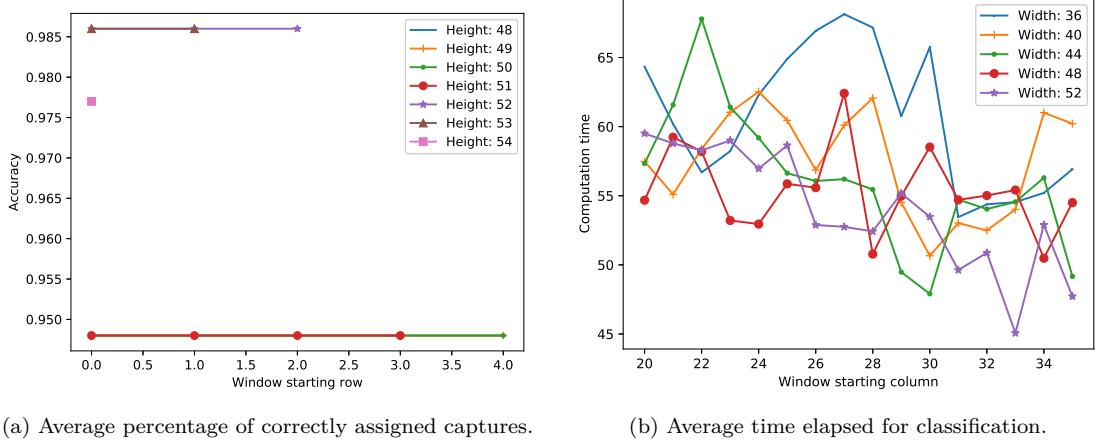 0.985
0.980
0.975
0.970
0.965
0.960
0.955
0.950
Accuracy
0.0 0.5 1.0 1.5 2.0 2.5 3.0 3.5 4.0
Window starting row
Height: 48
Height: 49
Height: 50
Height: 51
Height: 52
Height: 53
Height: 54
(a) Average percentage of correctly assigned captures.
65
60
55
50
45
Computation time
20 22 24 26 28 30 32 34
Window starting column
Width: 36
Width: 40
Width: 44
Width: 48
Width: 52
(b) Average time elapsed for classification.